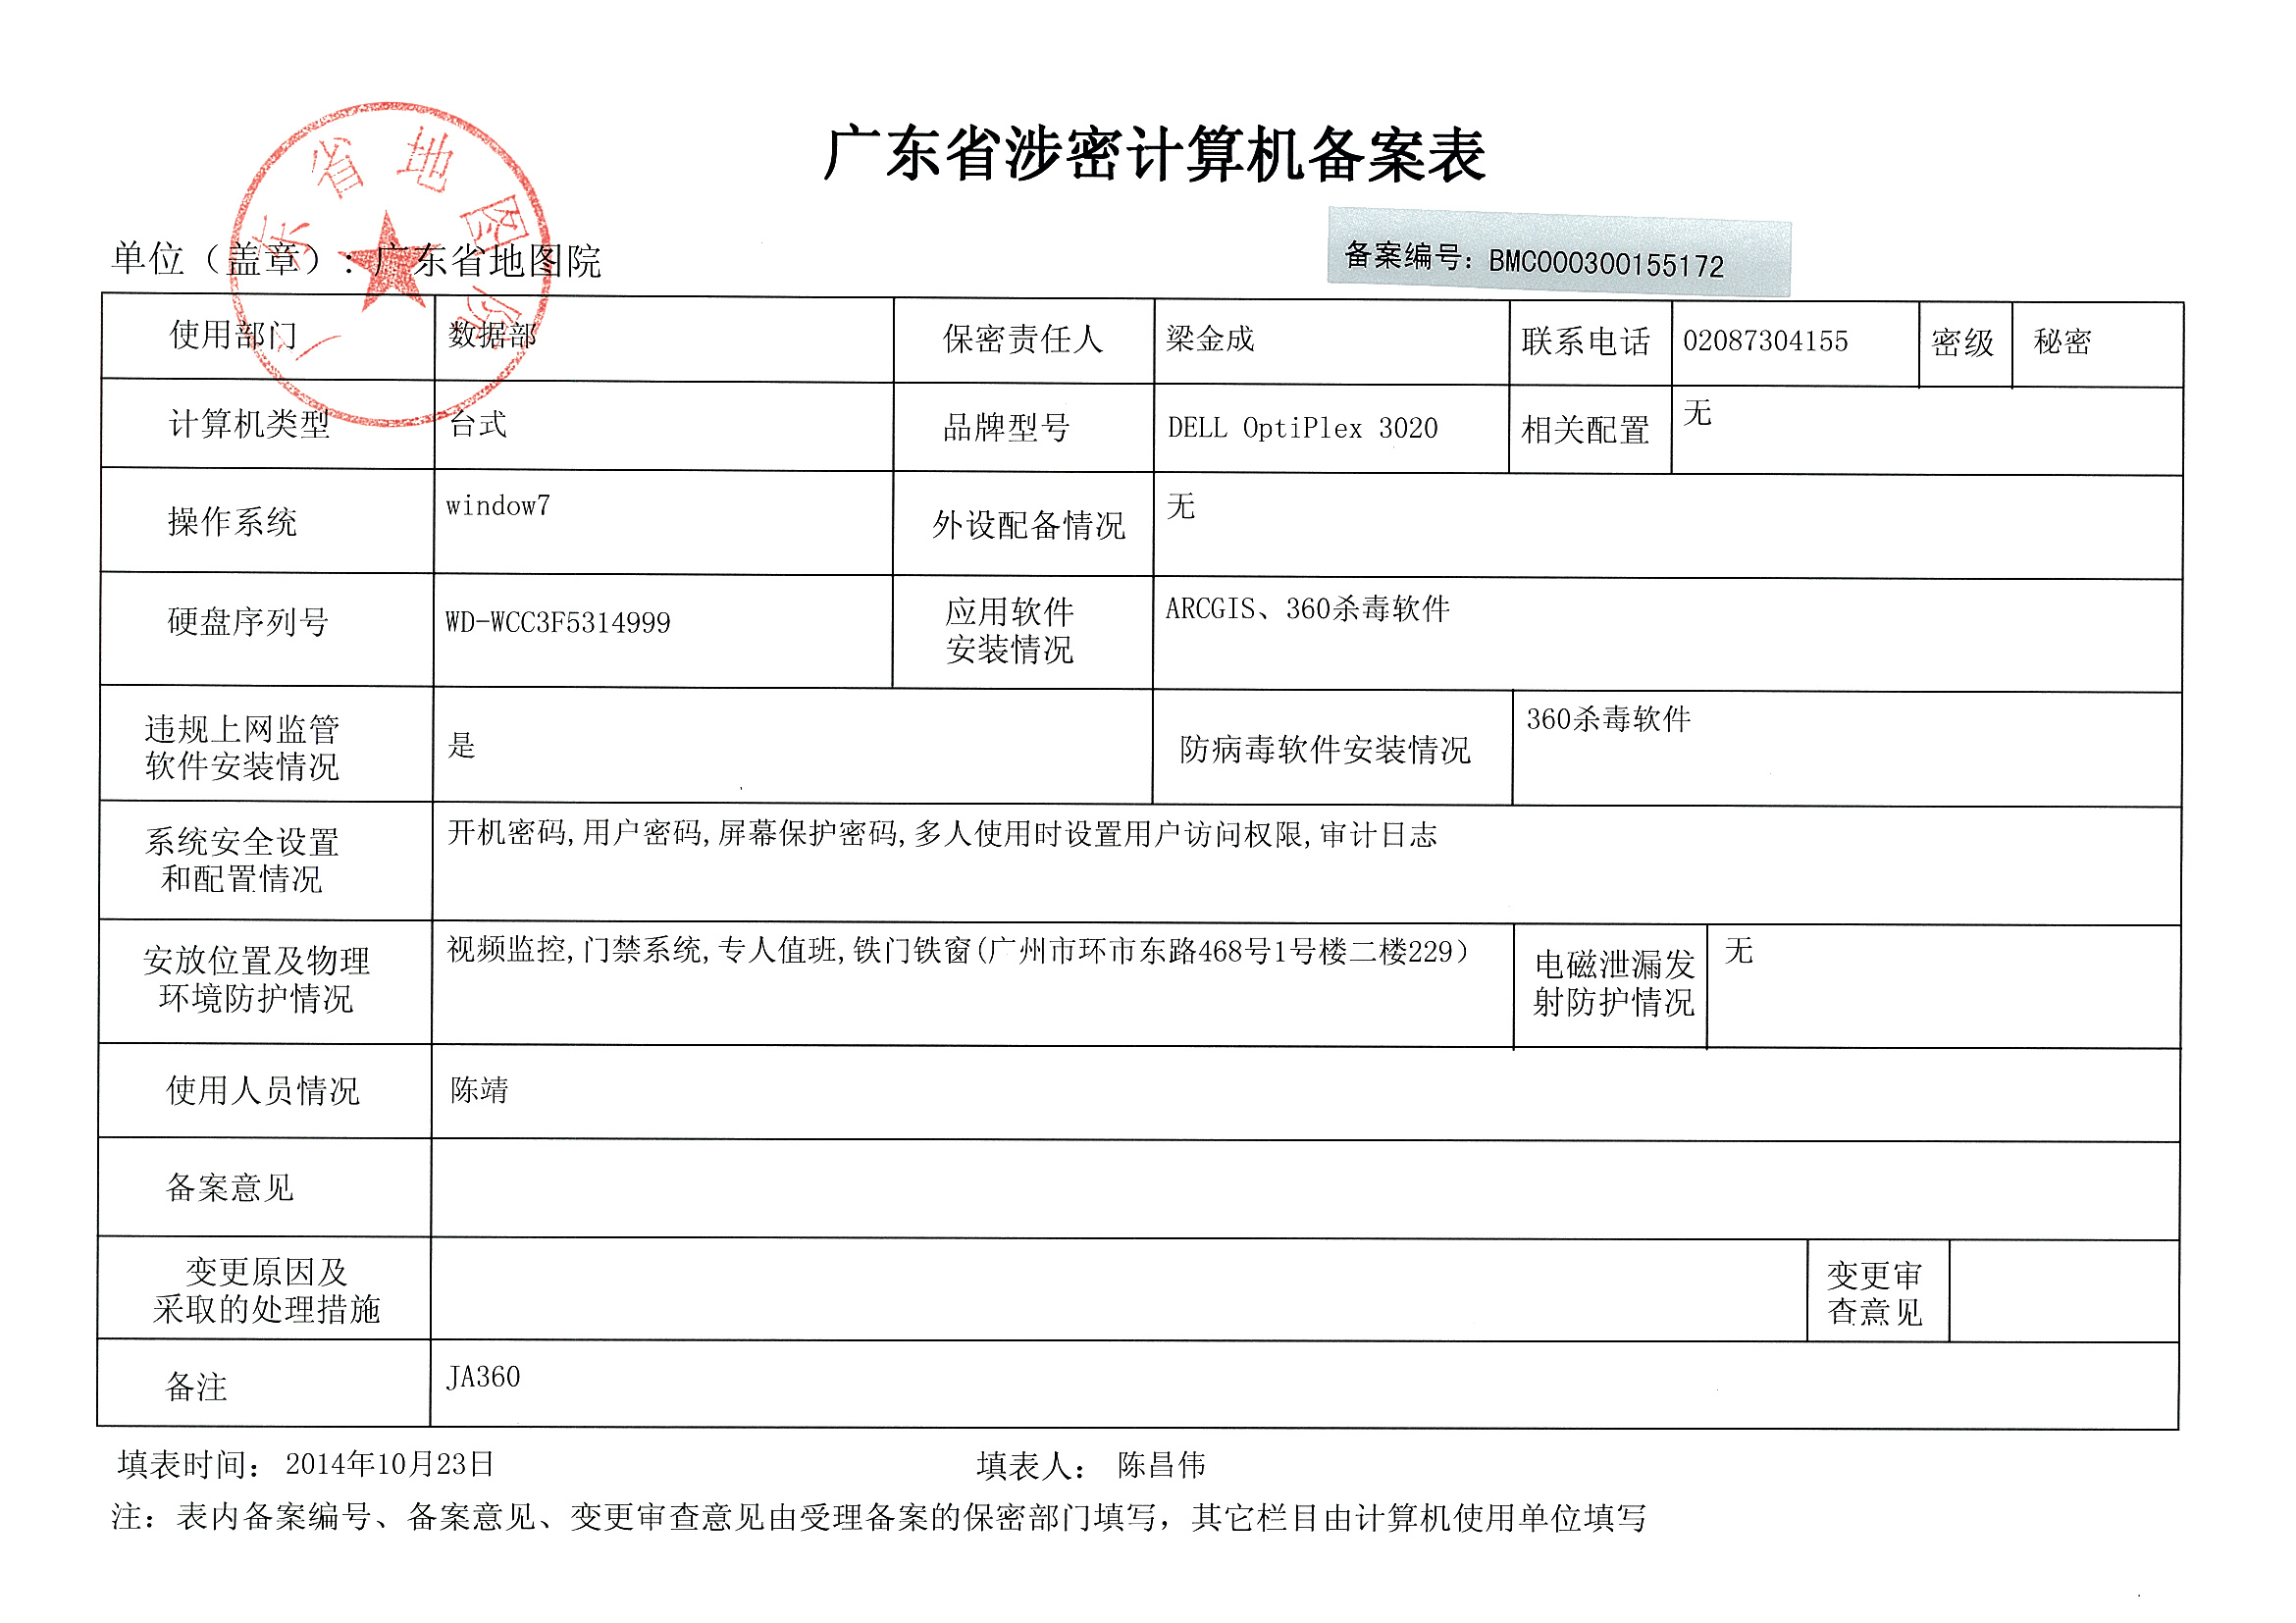 广东省涉密计算机备案表
广东省地图院
单位（盖章）：广东省地图院
备案编号：BMC000300155172
使用部门 数据部 保密责任人 梁金成 联系电话 02087304155 密级 秘密
计算机类型 台式 品牌型号 DELL OptiPlex 3020 相关配置 无
操作系统 window7 外设配备情况 无
硬盘序列号 WD-WCC3F5314999 应用软件
安装情况 ARCGIS、360杀毒软件
违规上网监管
软件安装情况 是 防病毒软件安装情况 360杀毒软件
系统安全设置
和配置情况 开机密码,用户密码,屏幕保护密码,多人使用时设置用户访问权限,审计日志
安放位置及物理
环境防护情况 视频监控,门禁系统,专人值班,铁门铁窗(广州市环市东路468号1号楼二楼229） 电磁泄漏发
射防护情况 无
使用人员情况 陈靖
备案意见
变更原因及
采取的处理措施 变更审
查意见
备注 JA360
填表时间： 2014年10月23日 填表人： 陈昌伟
注：表内备案编号、备案意见、变更审查意见由受理备案的保密部门填写，其它栏目由计算机使用单位填写